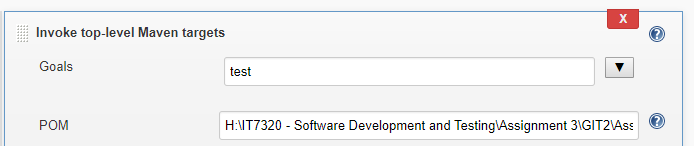 X
Invoke top-level Maven targets
?
Goals
test
▼
POM
H:\IT7320 - Software Development and Testing\Assignment 3\GIT2\Ass
?